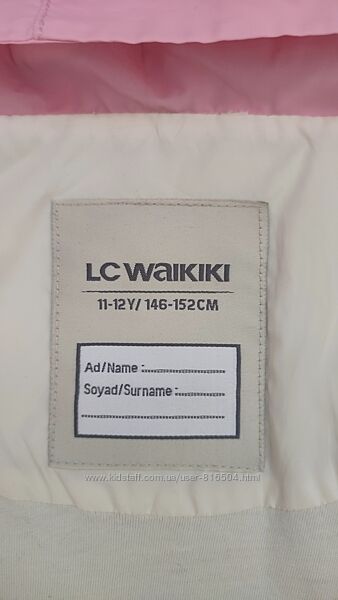 LC WAIKIKI
11-12Y/ 146-152CM
Ad/Name :
Soyad/Surname :
www.kidstaff.com.ua/user-816504.html